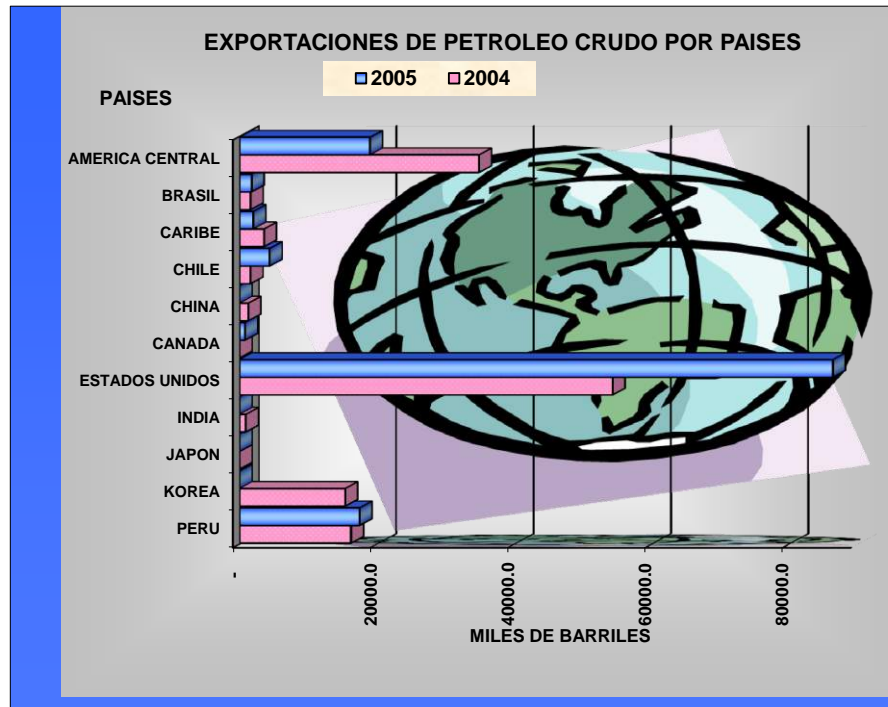 EXPORTACIONES DE PETROLEO CRUDO POR PAISES
2005 2004
PAISES
AMERICA CENTRAL
BRASIL
CARIBE
CHILE
CHINA
CANADA
ESTADOS UNIDOS
INDIA
JAPON
KOREA
PERU
- 20000.0 40000.0 60000.0 80000.0
MILES DE BARRILES